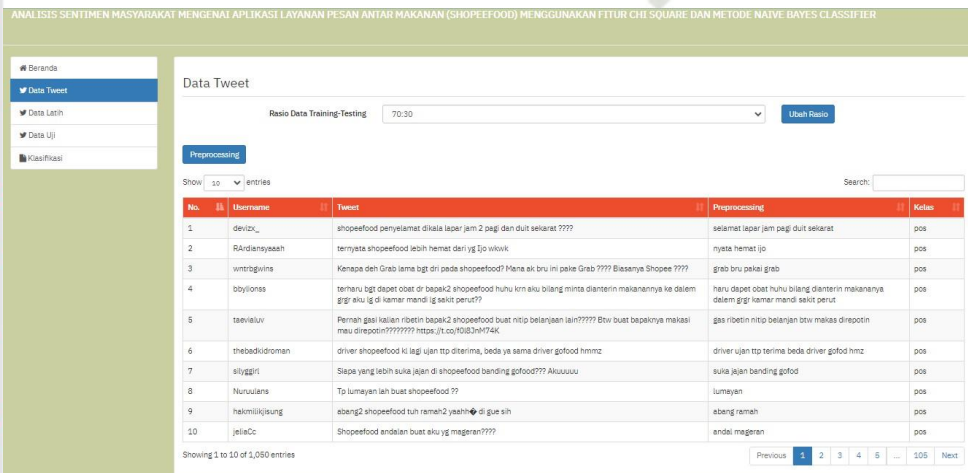 ANALISIS SENTIMEN MASYARAKAT MENGENAI APLIKASI LAYANAN PESAN ANTAR MAKANAN (SHOPEEFOOD) MENGGUNAKAN FITUR CHI SQUARE DAN METODE NAIVE BAYES CLASSIFIER
Beranda
Data Tweet
Data Latih
Data Uji
Klasifikasi
Data Tweet
Rasio Data Training-Testing 70:30 Ubah Rasio
Preprocessing
Show 10 entries Search:
No. Username Tweet Preprocessing Kelas
1 devizx_ shopeefood penyelamat dikala lapar jam 2 pagi dan duit sekarat ???? selamat lapar jam pagi duit sekarat pos
2 RArdiansyaaah ternyata shopeefood lebih hemat dari yg Ijo wkwk nyata hemat ijo pos
3 wntrbgwins Kenapa deh Grab lama bgt dri pada shopeefood? Mana ak bru ini pake Grab ???? Biasanya Shopee ???? grab bru pakai grab pos
4 bbylionss terharu bgt dapet obat dr bapak2 shopeefood huhu krn aku bilang minta dianterin makanannya ke dalem haru dapet obat huhu bilang dianterin makananya pos
grgr aku lg di kamar mandi lg sakit perut?? dalem grgr kamar mandi sakit perut
5 taevialuv Pernah gasi kalian ribetin bapak2 shopeefood buat nitip belanjaan lain????? Btw buat bapaknya makasi gas ribetin nitip belanjan btw makas direpotin pos
mau direpotin???????? https://t.co/f0l8JnM74K
6 thebadkidroman driver shopeefood kl lagi ujan ttp diterima, beda ya sama driver gofood hmmz driver ujan ttp terima beda driver gofod hmz pos
7 silyggirl Siapa yang lebih suka jajan di shopeefood banding gofood??? Akuuuuu suka jajan banding gofod pos
8 Nuruulans Tp lumayan lah buat shopeefood ?? lumayan pos
9 hakmilikjisung abang2 shopeefood tuh ramah2 yaahh� di gue sih abang ramah pos
10 jeliaCc Shopeefood andalan buat aku yg mageran???? andal mageran pos
Showing 1 to 10 of 1,050 entries Previous 1 2 3 4 5 ... 105 Next